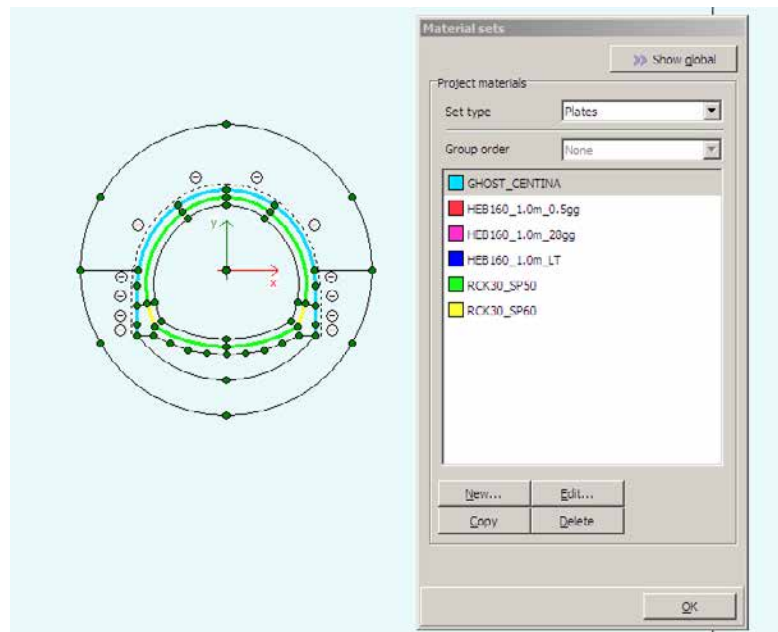 Material sets
Show global
Project materials
Set type Plates
Group order None
GHOST_CENTINA
HEB160_1.0m_0.5gg
HEB160_1.0m_28gg
HEB160_1.0m_LT
RCK30_SP50
RCK30_SP60
y
x
New... Edit...
Copy Delete
OK